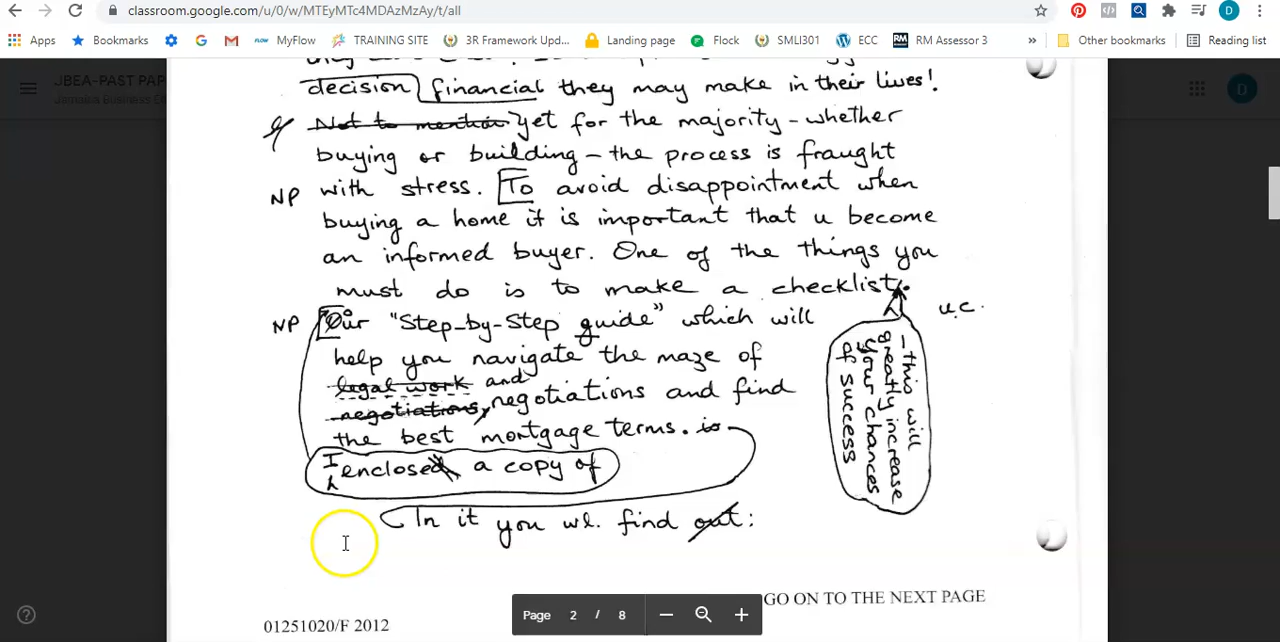 classroom.google.com/u/0/w/MTEyMTc4MDAzMzAy/t/all
Apps Bookmarks MyFlow TRAINING SITE 3R Framework Upd... Landing page Flock SMLI301 ECC RM Assessor 3 » Other bookmarks Reading list
JBEA-PAST PAP
decision financial they may make in their lives!
Not to mention yet for the majority - whether
buying or building - the process is fraught
NP with stress. To avoid disappointment when
buying a home it is important that u become
an informed buyer. One of the things you
must do is to make a checklist.
u.c.
- this will
greatly increase
your chances
of success
NP Our "Step-by-Step guide" which will
help you navigate the maze of
legal work and
negotiations, negotiations and find
the best mortgage terms. is
I enclosed a copy of
In it you wl. find out:
GO ON TO THE NEXT PAGE
01251020/F 2012
Page 2 / 8